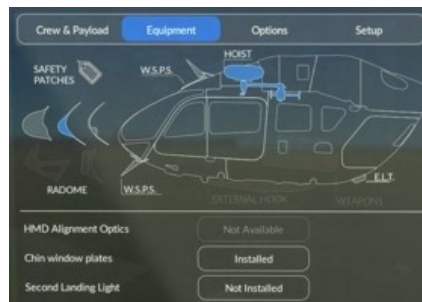 Crew & Payload Equipment Options Setup
HOIST
SAFETY W.S.P.S.
PATCHES
E.L.T.
RADOME W.S.P.S. EXTERNAL HOOK WEAPONS
HMD Alignment Optics Not Available
Chin window plates Installed
Second Landing Light Not Installed